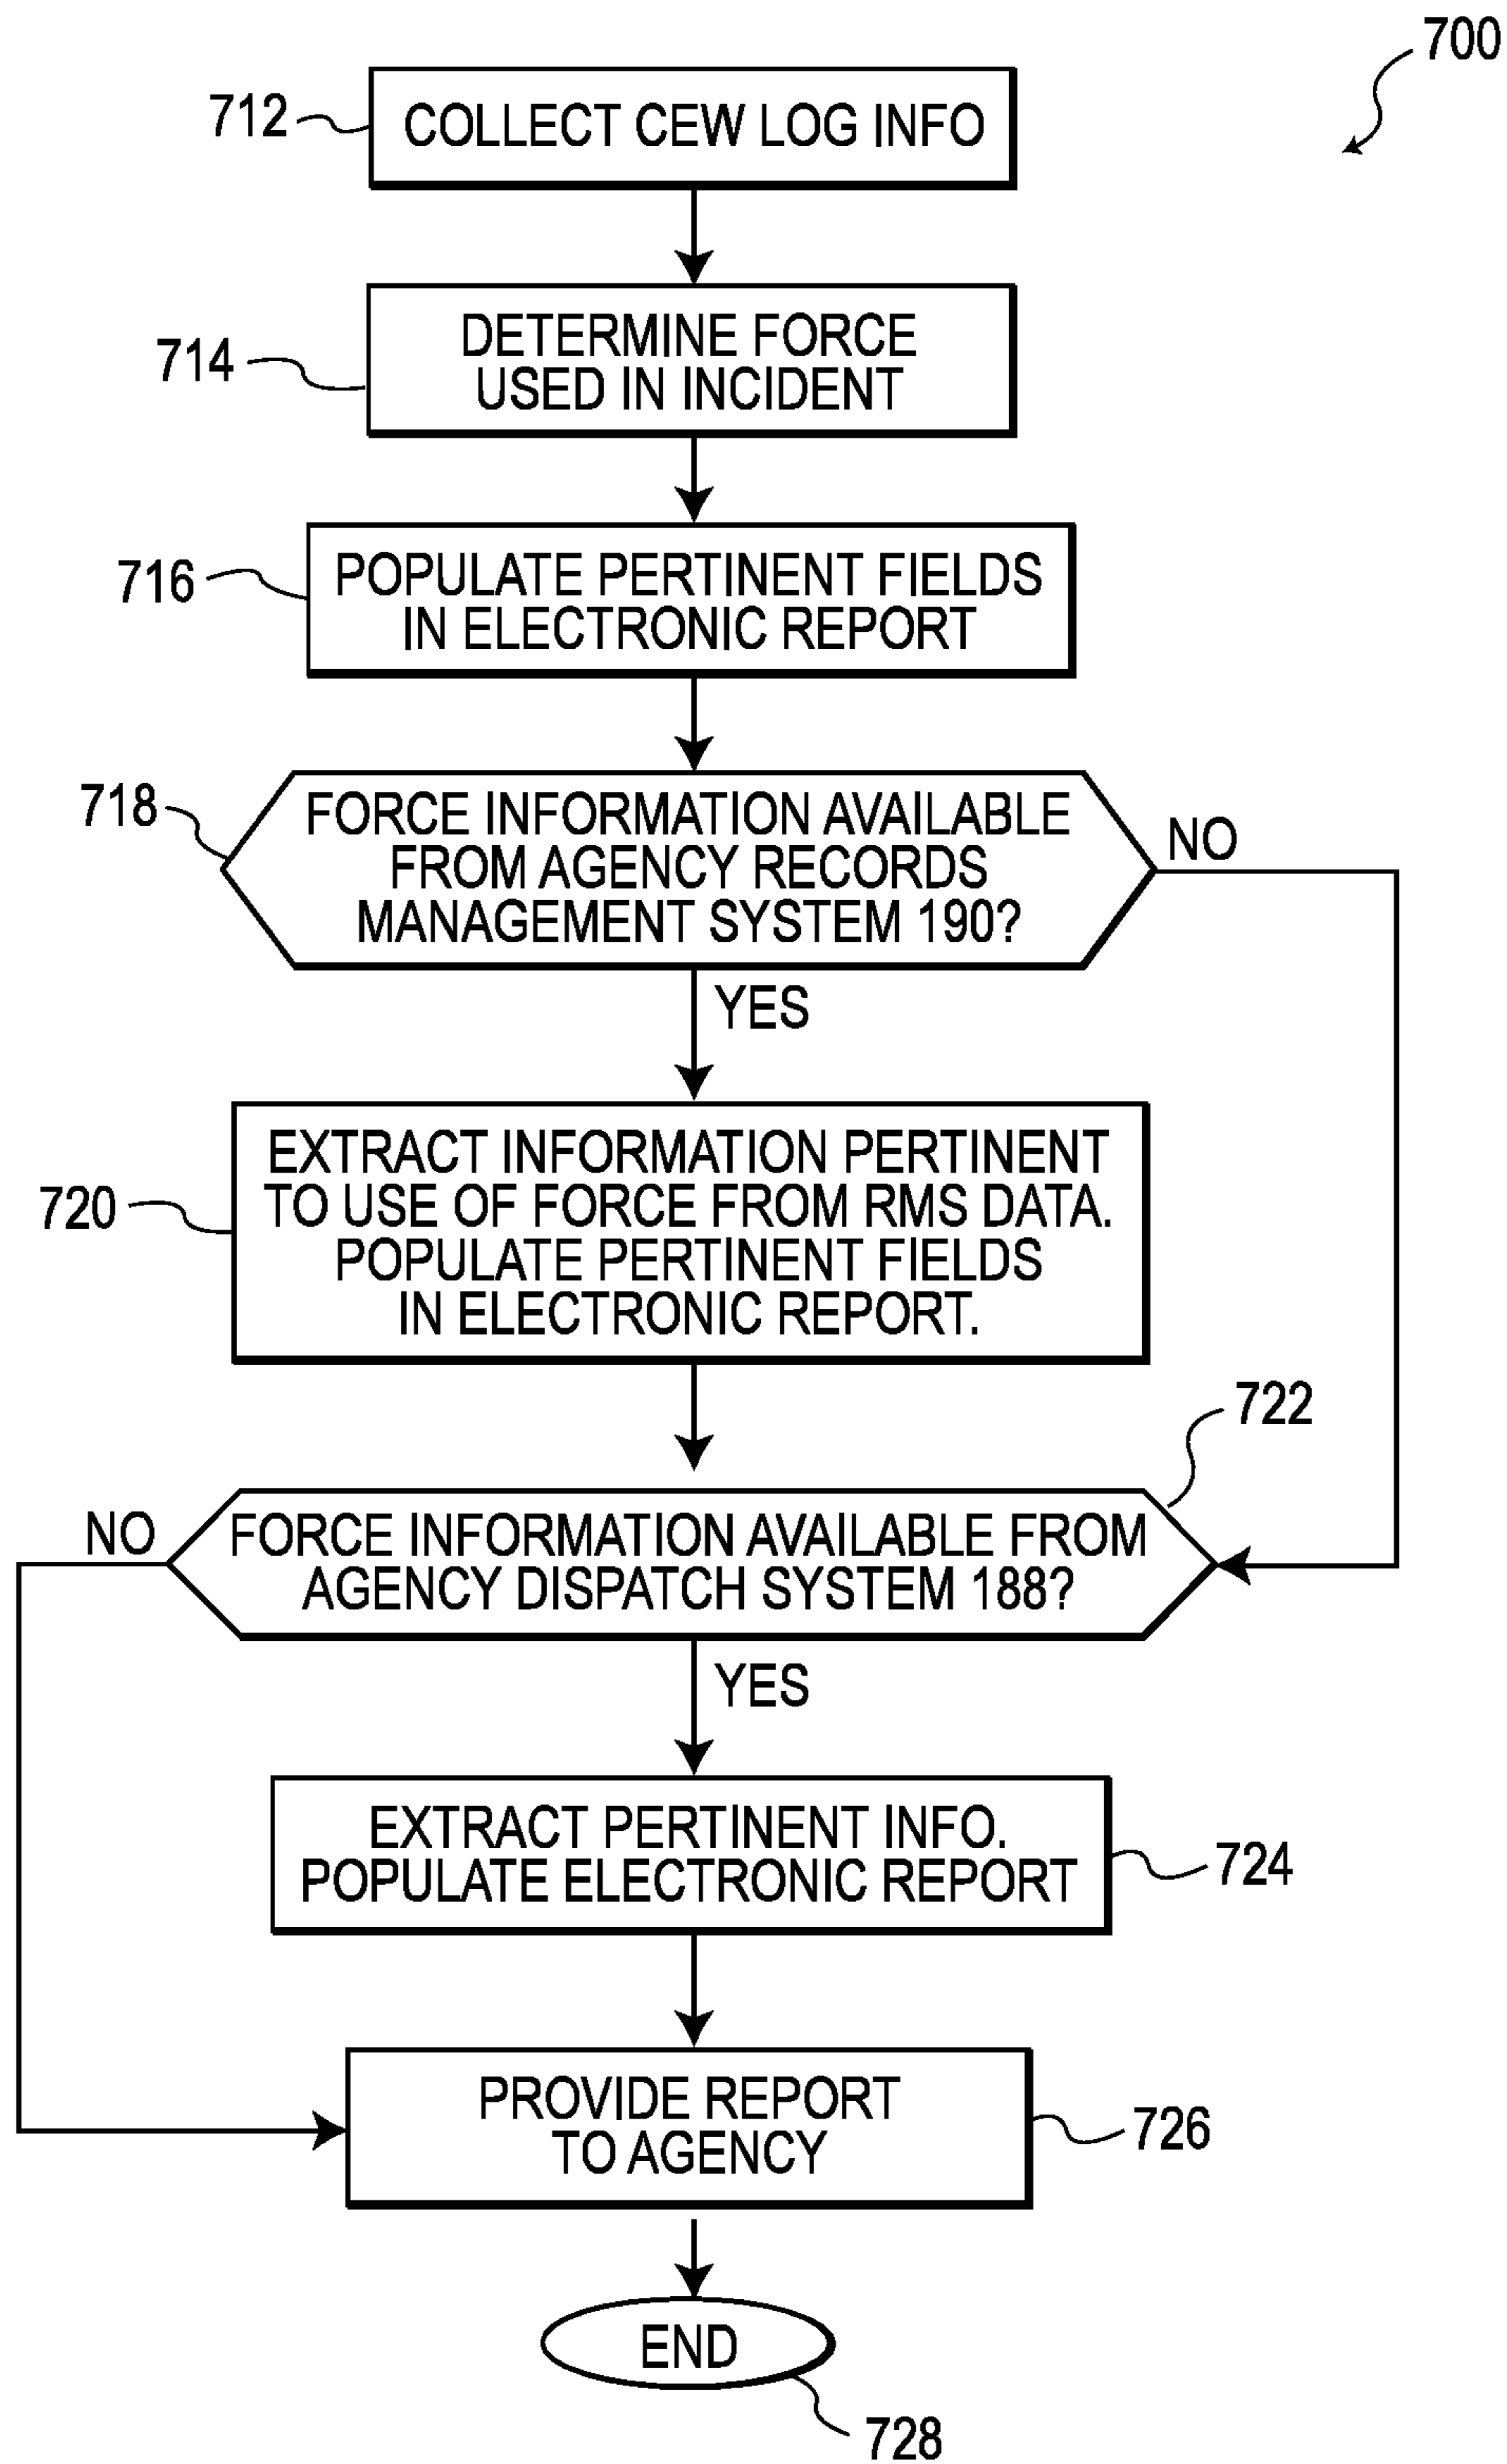 700
712
COLLECT CEW LOG INFO
714
DETERMINE FORCE
USED IN INCIDENT
716
POPULATE PERTINENT FIELDS
IN ELECTRONIC REPORT
718
FORCE INFORMATION AVAILABLE
FROM AGENCY RECORDS
MANAGEMENT SYSTEM 190?
NO
YES
720
EXTRACT INFORMATION PERTINENT
TO USE OF FORCE FROM RMS DATA.
POPULATE PERTINENT FIELDS
IN ELECTRONIC REPORT.
722
NO
FORCE INFORMATION AVAILABLE FROM
AGENCY DISPATCH SYSTEM 188?
YES
EXTRACT PERTINENT INFO.
POPULATE ELECTRONIC REPORT
724
PROVIDE REPORT
TO AGENCY
726
END
728